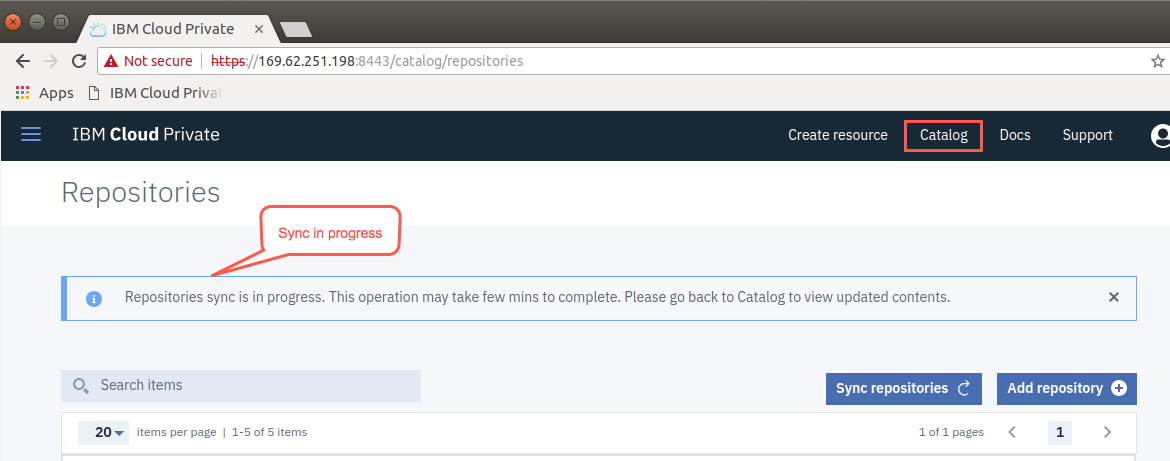 IBM Cloud Private
Not secure https://169.62.251.198:8443/catalog/repositories
Apps IBM Cloud Privat
IBM Cloud Private Create resource Catalog Docs Support
Repositories
Sync in progress
Repositories sync is in progress. This operation may take few mins to complete. Please go back to Catalog to view updated contents.
Search items Sync repositories Add repository
20 items per page | 1-5 of 5 items 1 of 1 pages 1